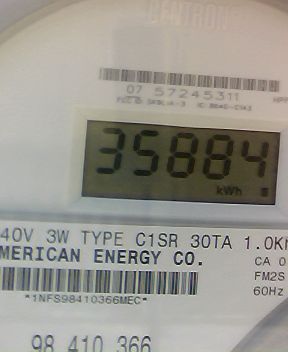 CENTRON
07 57245311
35884
kWh
40V 3W TYPE C1SR 30TA 1.0K
MERICAN ENERGY CO.
CA 0
FM2S
60Hz
*1NFS98410366MEC*
98 410 366